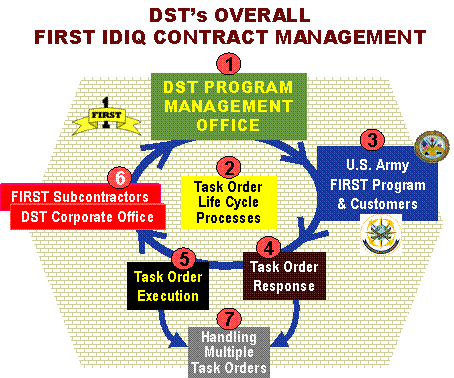 DST's OVERALL
FIRST IDIQ CONTRACT MANAGEMENT
1
DST PROGRAM
MANAGEMENT
OFFICE
1
FIRST
2
Task Order
Life Cycle
Processes
3
U.S. Army
FIRST Program
& Customers
6
FIRST Subcontractors
DST Corporate Office
5
Task Order
Execution
4
Task Order
Response
7
Handling
Multiple
Task Orders